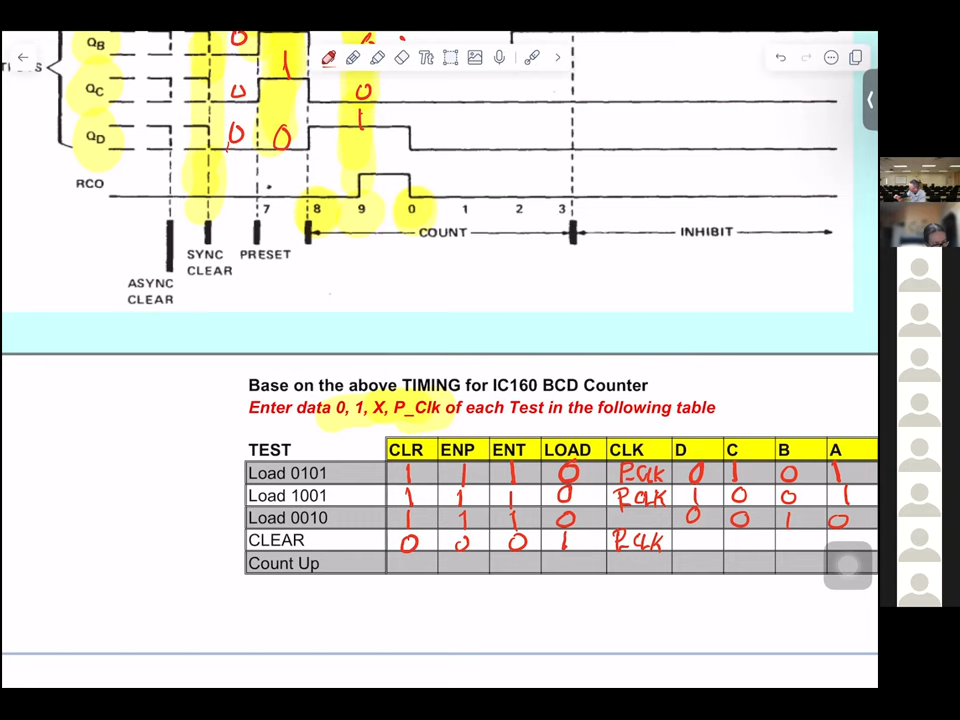 QB 0
1
QC 0 0
1
QD 0 0
RCO
7 8 9 0 1 2 3
COUNT INHIBIT
SYNC CLEAR PRESET
ASYNC CLEAR
Base on the above TIMING for IC160 BCD Counter
Enter data 0, 1, X, P_Clk of each Test in the following table
TEST CLR ENP ENT LOAD CLK D C B A
Load 0101 1 1 1 0 P_CLK 0 1 0 1
Load 1001 1 1 1 0 P_CLK 1 0 0 1
Load 0010 1 1 1 0 0 0 1 0
CLEAR 0 0 0 1 P_CLK
Count Up